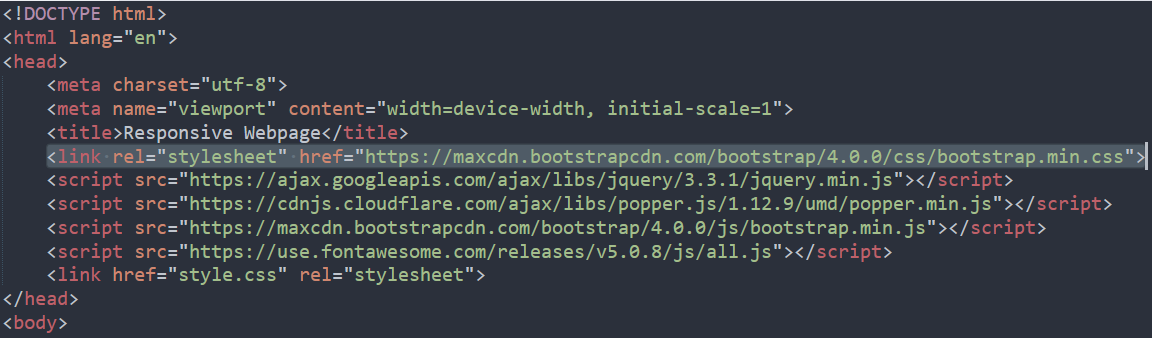 <!DOCTYPE html>
<html lang="en">
<head>
    <meta charset="utf-8">
    <meta name="viewport" content="width=device-width, initial-scale=1">
    <title>Responsive Webpage</title>
    <link rel="stylesheet" href="https://maxcdn.bootstrapcdn.com/bootstrap/4.0.0/css/bootstrap.min.css">
    <script src="https://ajax.googleapis.com/ajax/libs/jquery/3.3.1/jquery.min.js"></script>
    <script src="https://cdnjs.cloudflare.com/ajax/libs/popper.js/1.12.9/umd/popper.min.js"></script>
    <script src="https://maxcdn.bootstrapcdn.com/bootstrap/4.0.0/js/bootstrap.min.js"></script>
    <script src="https://use.fontawesome.com/releases/v5.0.8/js/all.js"></script>
    <link href="style.css" rel="stylesheet">
</head>
<body>